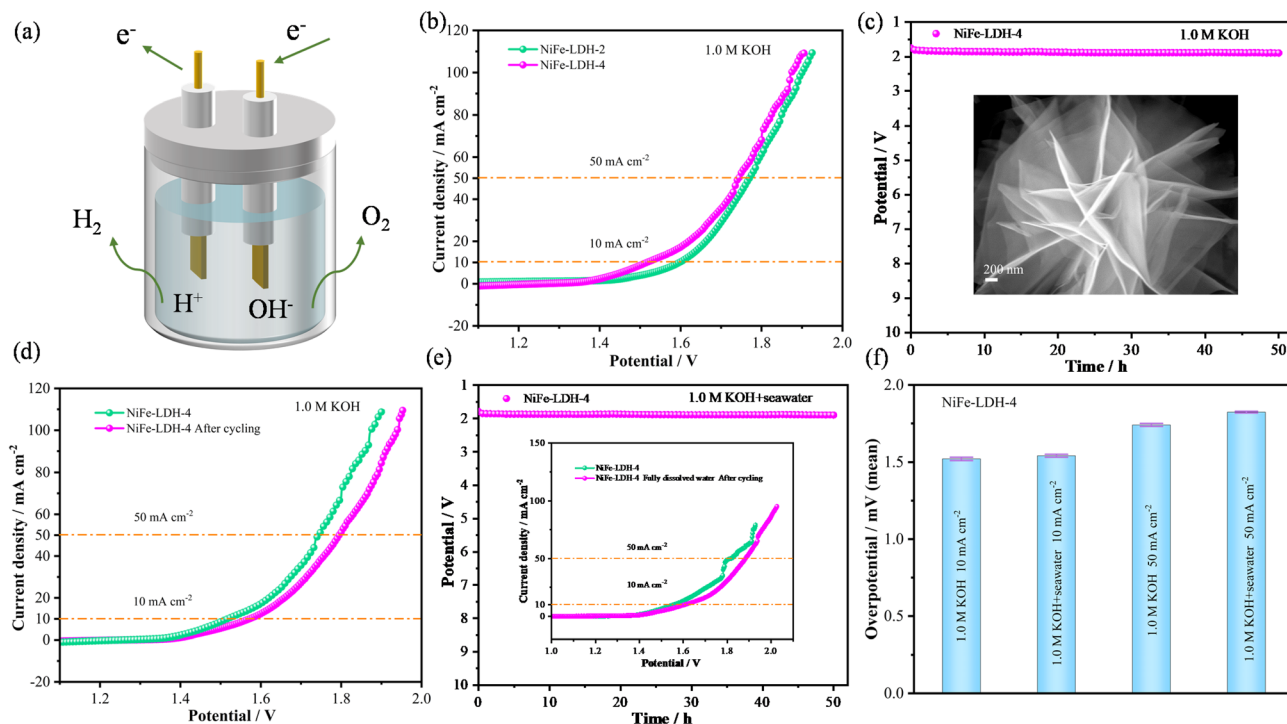 (a)
e⁻
e⁻
H₂
O₂
H⁺
OH⁻
(b)
NiFe-LDH-2
NiFe-LDH-4
1.0 M KOH
50 mA cm⁻²
10 mA cm⁻²
120
110
100
90
80
70
60
50
40
30
20
10
0
-20
Current density / mA cm⁻²
1.2
1.4
1.6
1.8
2.0
Potential / V
(c)
NiFe-LDH-4
1.0 M KOH
200 nm
1
2
3
4
5
6
7
8
9
10
Potential / V
0
10
20
30
40
50
Time / h
(d)
NiFe-LDH-4
NiFe-LDH-4 After cycling
1.0 M KOH
50 mA cm⁻²
10 mA cm⁻²
120
110
100
90
80
70
60
50
40
30
20
10
0
-20
Current density / mA cm⁻²
1.2
1.4
1.6
1.8
2.0
Potential / V
(e)
NiFe-LDH-4
1.0 M KOH+seawater
1
2
3
4
5
6
7
8
9
10
Potential / V
0
10
20
30
40
50
60
Time / h
NiFe-LDH-4
NiFe-LDH-4 Fully dissolved water After cycling
50 mA cm⁻²
10 mA cm⁻²
150
100
50
10
0
Current density / mA cm⁻²
1.0
1.2
1.4
1.6
1.8
2.0
Potential / V
(f)
NiFe-LDH-4
2.0
1.5
1.0
0.5
0.0
Overpotential / mV (mean)
1.0 M KOH 10 mA cm⁻²
1.0 M KOH+seawater 10 mA cm⁻²
1.0 M KOH 50 mA cm⁻²
1.0 M KOH+seawater 50 mA cm⁻²